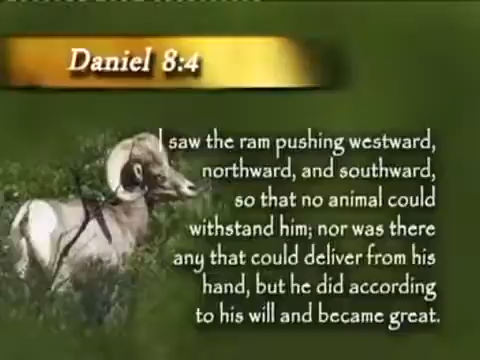 Daniel 8:4
I saw the ram pushing westward,
northward, and southward,
so that no animal could
withstand him; nor was there
any that could deliver from his
hand, but he did according
to his will and became great.